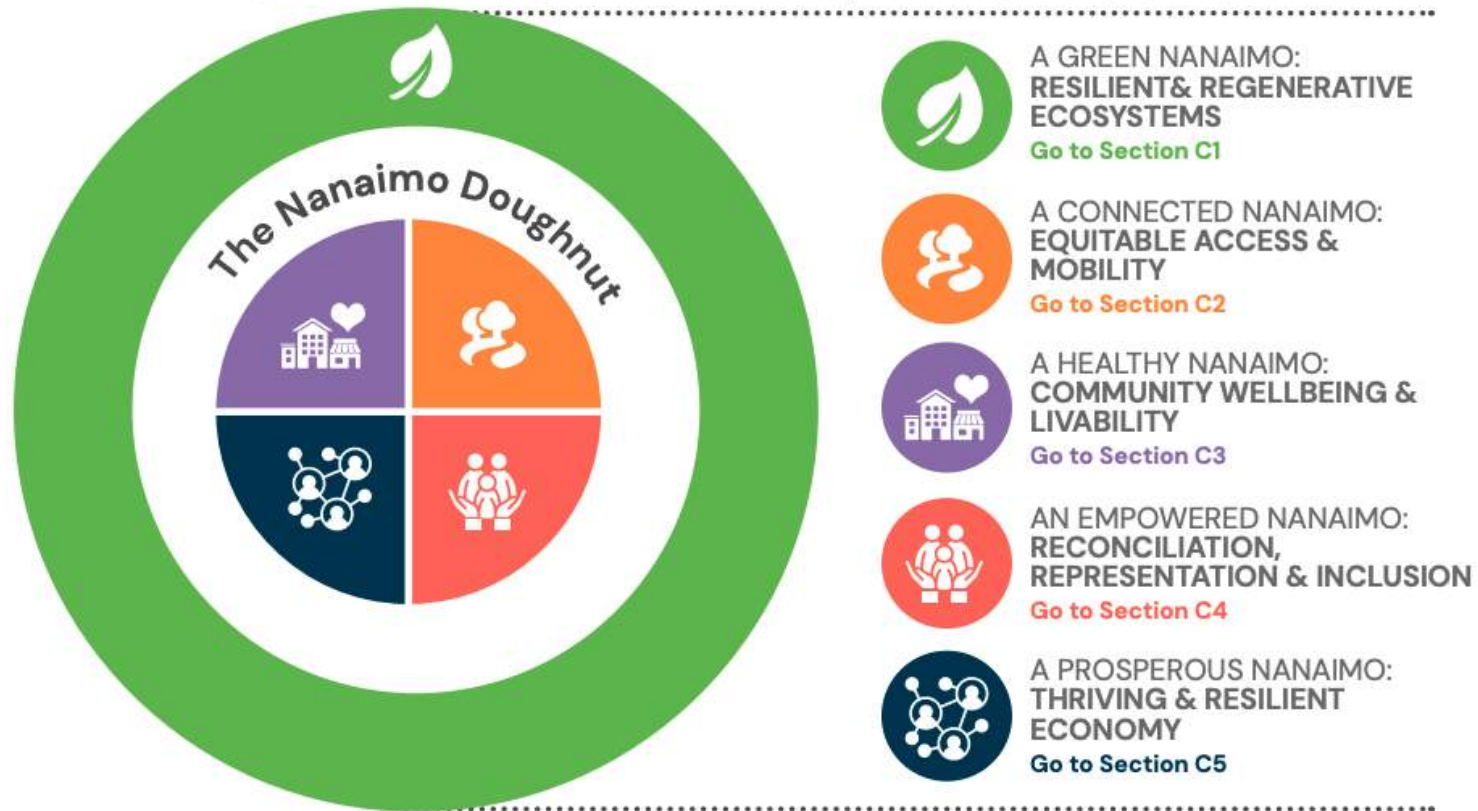 The Nanaimo Doughnut
A GREEN NANAIMO:
RESILIENT& REGENERATIVE
ECOSYSTEMS
Go to Section C1
A CONNECTED NANAIMO:
EQUITABLE ACCESS &
MOBILITY
Go to Section C2
A HEALTHY NANAIMO:
COMMUNITY WELLBEING &
LIVABILITY
Go to Section C3
AN EMPOWERED NANAIMO:
RECONCILIATION,
REPRESENTATION & INCLUSION
Go to Section C4
A PROSPEROUS NANAIMO:
THRIVING & RESILIENT
ECONOMY
Go to Section C5